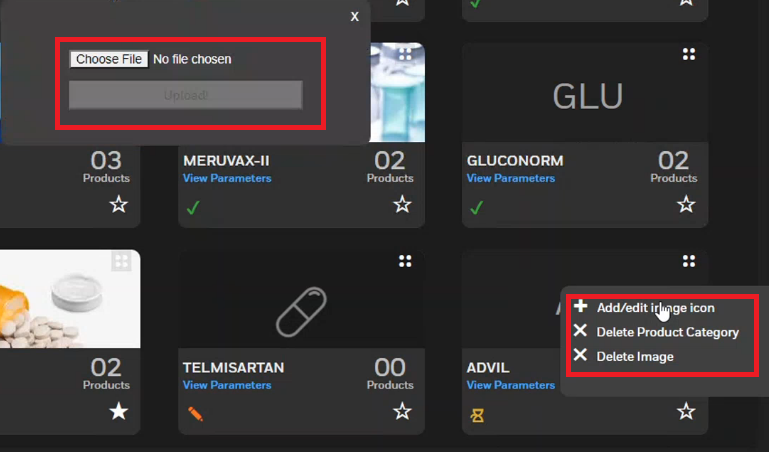 X
Choose File No file chosen
Upload!
GLU
03
Products
MERUVAX-II
02
View Parameters
Products
GLUCONORM
02
View Parameters
Products
Add/edit image icon
Delete Product Category
Delete Image
02
Products
TELMISARTAN
00
View Parameters
Products
ADVIL
View Parameters